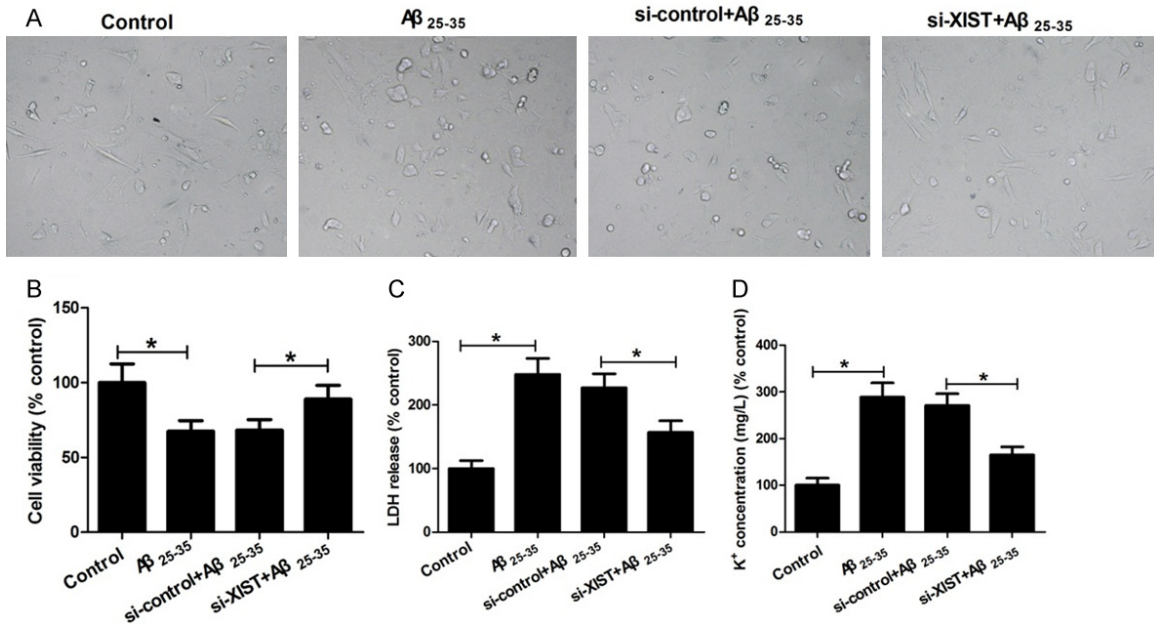 A
Control
Aβ 25-35
si-control+Aβ 25-35
si-XIST+Aβ 25-35
B
Cell viability (% control)
150
100
50
0
*
*
Control
Aβ 25-35
si-control+Aβ 25-35
si-XIST+Aβ 25-35
C
LDH release (% control)
300
200
100
0
*
*
Control
Aβ 25-35
si-control+Aβ 25-35
si-XIST+Aβ 25-35
D
K+ concentration (mg/L) (% control)
400
300
200
100
0
*
*
Control
Aβ 25-35
si-control+Aβ 25-35
si-XIST+Aβ 25-35